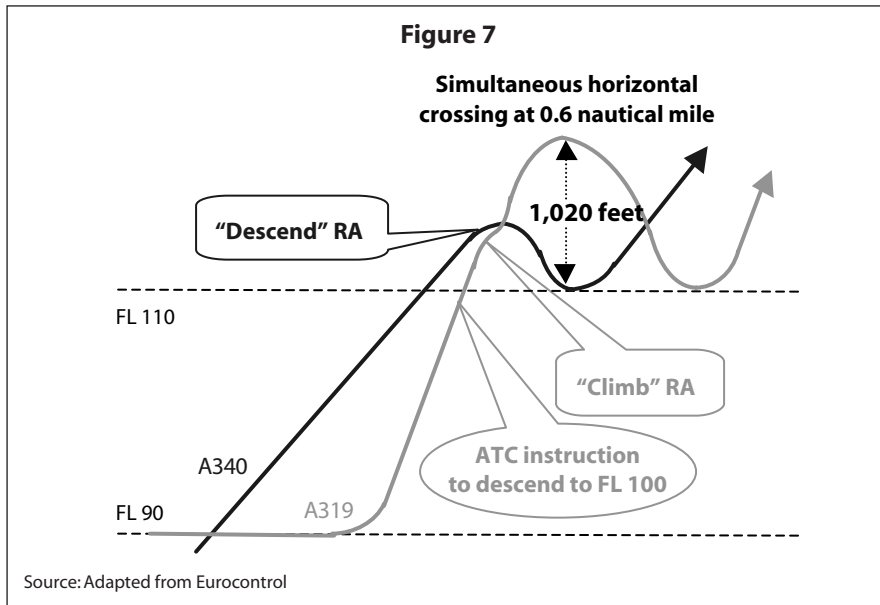 Figure 7
Simultaneous horizontal
crossing at 0.6 nautical mile
1,020 feet
“Descend” RA
FL 110
“Climb” RA
ATC instruction
to descend to FL 100
A340
FL 90
A319
Source: Adapted from Eurocontrol